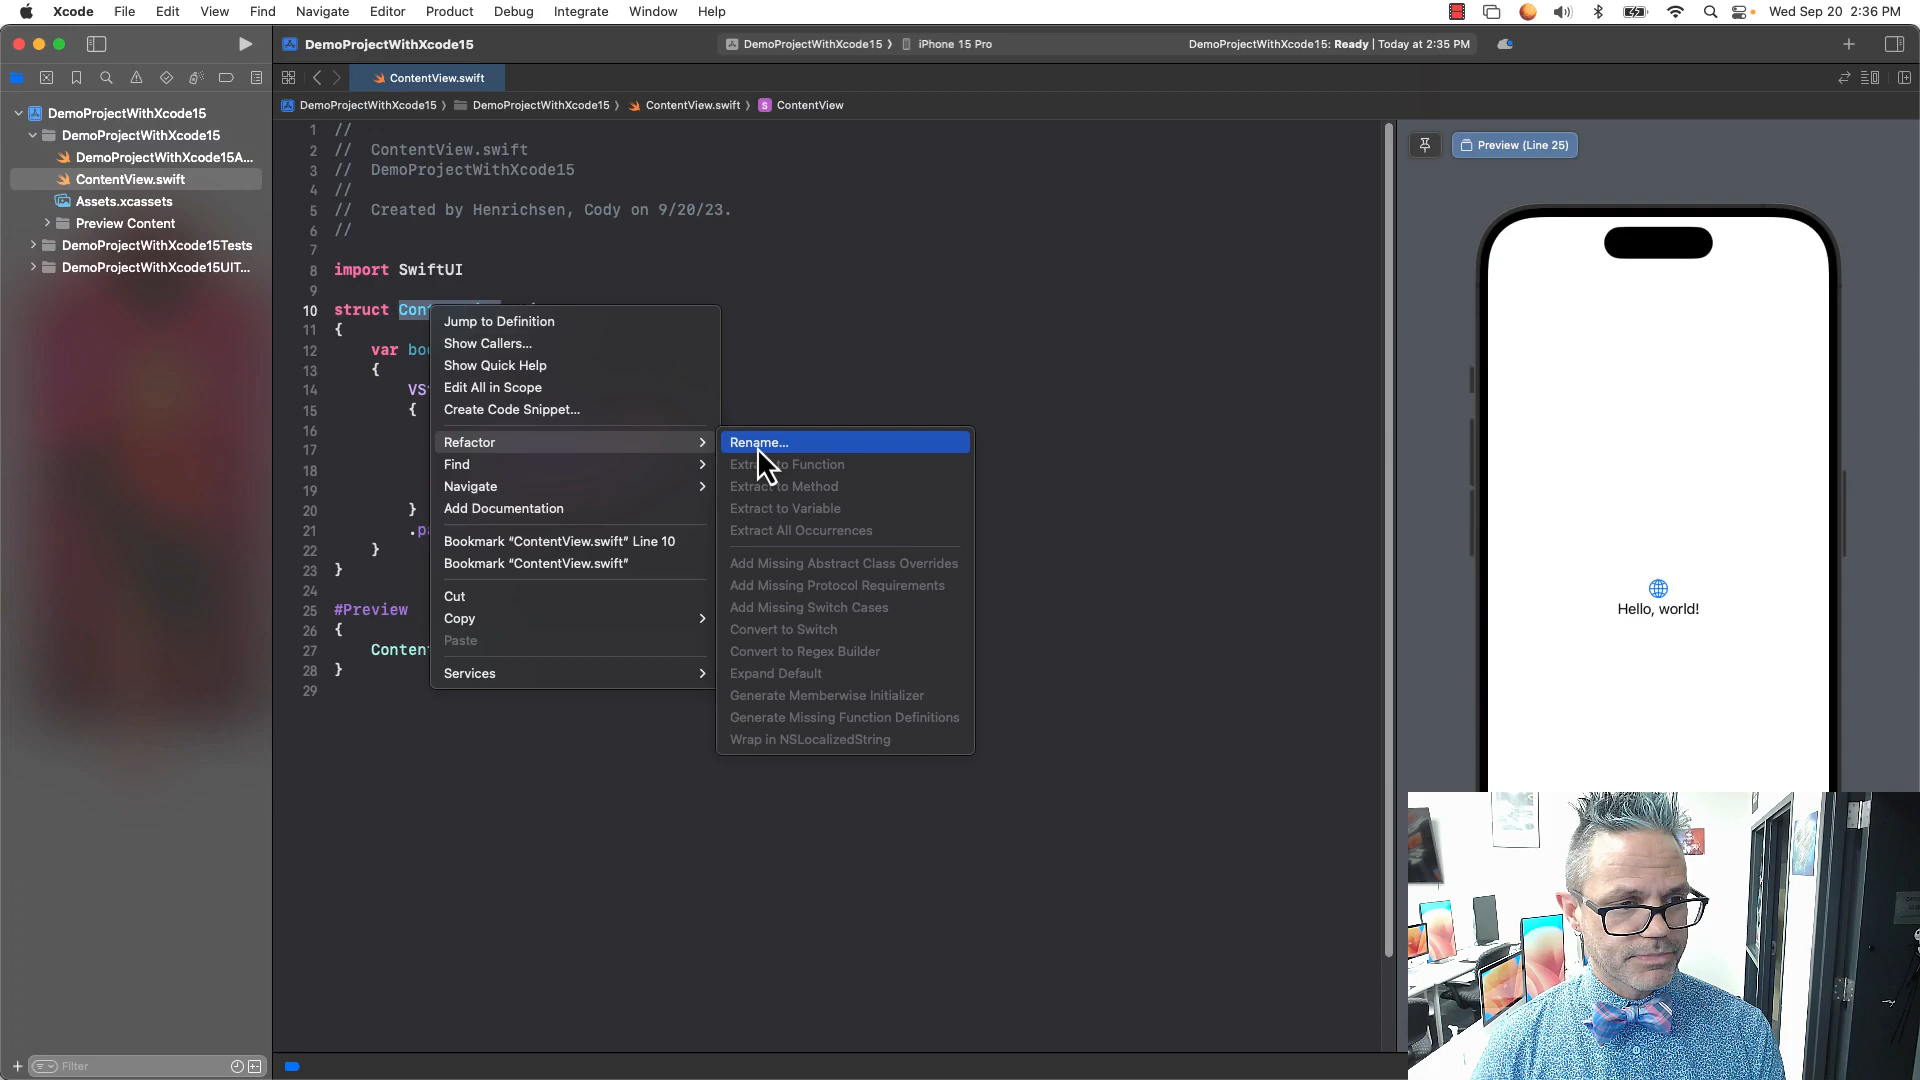 Xcode File Edit View Find Navigate Editor Product Debug Integrate Window Help Wed Sep 20 2:36 PM
DemoProjectWithXcode15 DemoProjectWithXcode15 iPhone 15 Pro DemoProjectWithXcode15: Ready | Today at 2:35 PM
ContentView.swift
DemoProjectWithXcode15 DemoProjectWithXcode15 ContentView.swift S ContentView
DemoProjectWithXcode15
DemoProjectWithXcode15
DemoProjectWithXcode15A...
ContentView.swift
Assets.xcassets
Preview Content
DemoProjectWithXcode15Tests
DemoProjectWithXcode15UIT...
Filter
1 //
2 // ContentView.swift
3 // DemoProjectWithXcode15
4 //
5 // Created by Henrichsen, Cody on 9/20/23.
6 //
7
8 import SwiftUI
9
10 struct Con
11 {
12 var bo
13 {
14 VS
15 {
16
17
18
19
20 }
21 .p
22 }
23 }
24
25 #Preview
26 {
27 Conten
28 }
29
Jump to Definition
Show Callers...
Show Quick Help
Edit All in Scope
Create Code Snippet...
Refactor
Find
Navigate
Add Documentation
Bookmark “ContentView.swift” Line 10
Bookmark “ContentView.swift”
Cut
Copy
Paste
Services
Rename...
Extract to Function
Extract to Method
Extract to Variable
Extract All Occurrences
Add Missing Abstract Class Overrides
Add Missing Protocol Requirements
Add Missing Switch Cases
Convert to Switch
Convert to Regex Builder
Expand Default
Generate Memberwise Initializer
Generate Missing Function Definitions
Wrap in NSLocalizedString
Preview (Line 25)
Hello, world!